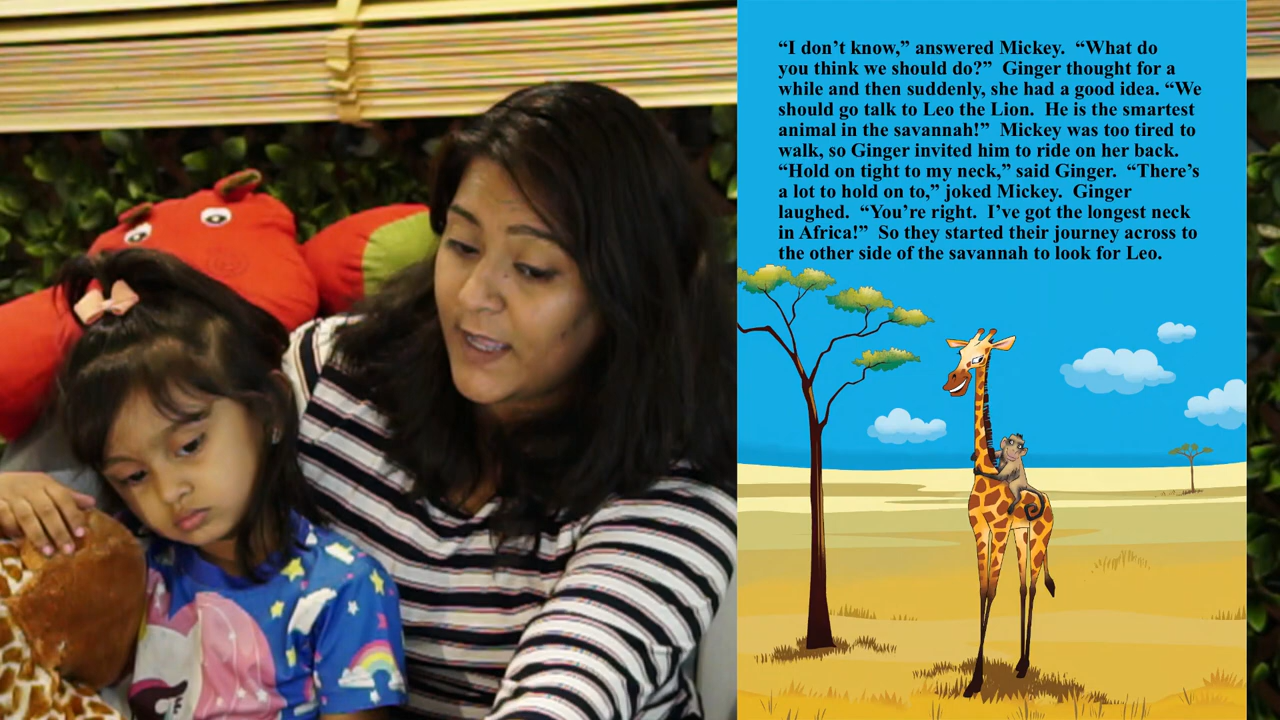 “I don’t know,” answered Mickey.  “What do
you think we should do?”  Ginger thought for a
while and then suddenly, she had a good idea. “We
should go talk to Leo the Lion.  He is the smartest
animal in the savannah!”  Mickey was too tired to
walk, so Ginger invited him to ride on her back.
“Hold on tight to my neck,” said Ginger.  “There’s
a lot to hold on to,” joked Mickey.  Ginger
laughed.  “You’re right.  I’ve got the longest neck
in Africa!”  So they started their journey across to
the other side of the savannah to look for Leo.